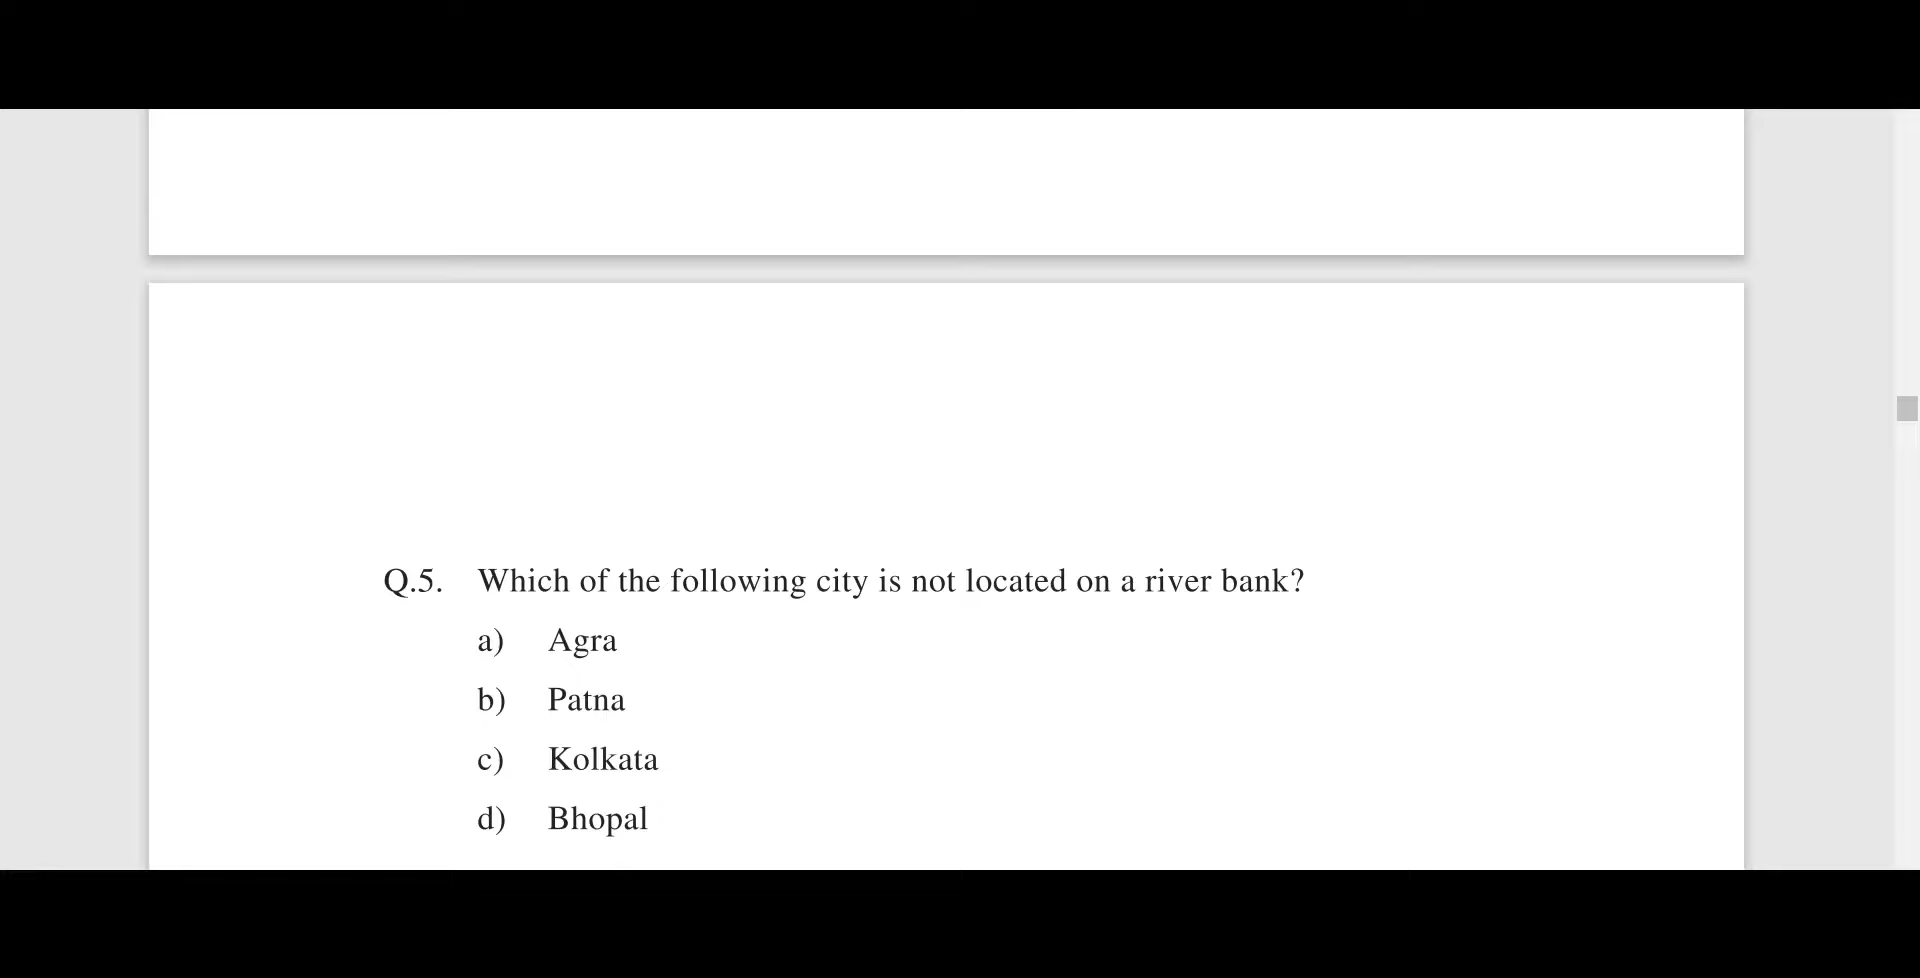 Q.5. Which of the following city is not located on a river bank?
a) Agra
b) Patna
c) Kolkata
d) Bhopal